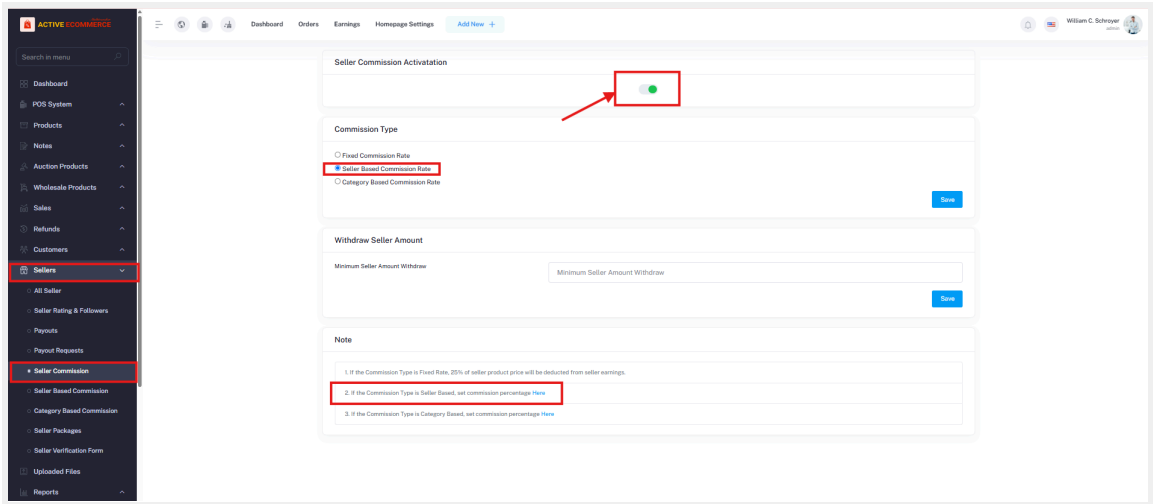 ACTIVE ECOMMERCE
Dashboard
Orders
Earnings
Homepage Settings
Add New +
William C. Schroyer
admin
Search in menu
Dashboard
POS System
Products
Notes
Auction Products
Wholesale Products
Sales
Refunds
Customers
Sellers
All Seller
Seller Rating & Followers
Payouts
Payout Requests
Seller Commission
Seller Based Commission
Category Based Commission
Seller Packages
Seller Verification Form
Uploaded Files
Reports
Seller Commission Activatation
Commission Type
Fixed Commission Rate
Seller Based Commission Rate
Category Based Commission Rate
Save
Withdraw Seller Amount
Minimum Seller Amount Withdraw
Minimum Seller Amount Withdraw
Save
Note
1. If the Commission Type is Fixed Rate, 25% of seller product price will be deducted from seller earnings.
2. If the Commission Type is Seller Based, set commission percentage Here
3. If the Commission Type is Category Based, set commission percentage Here